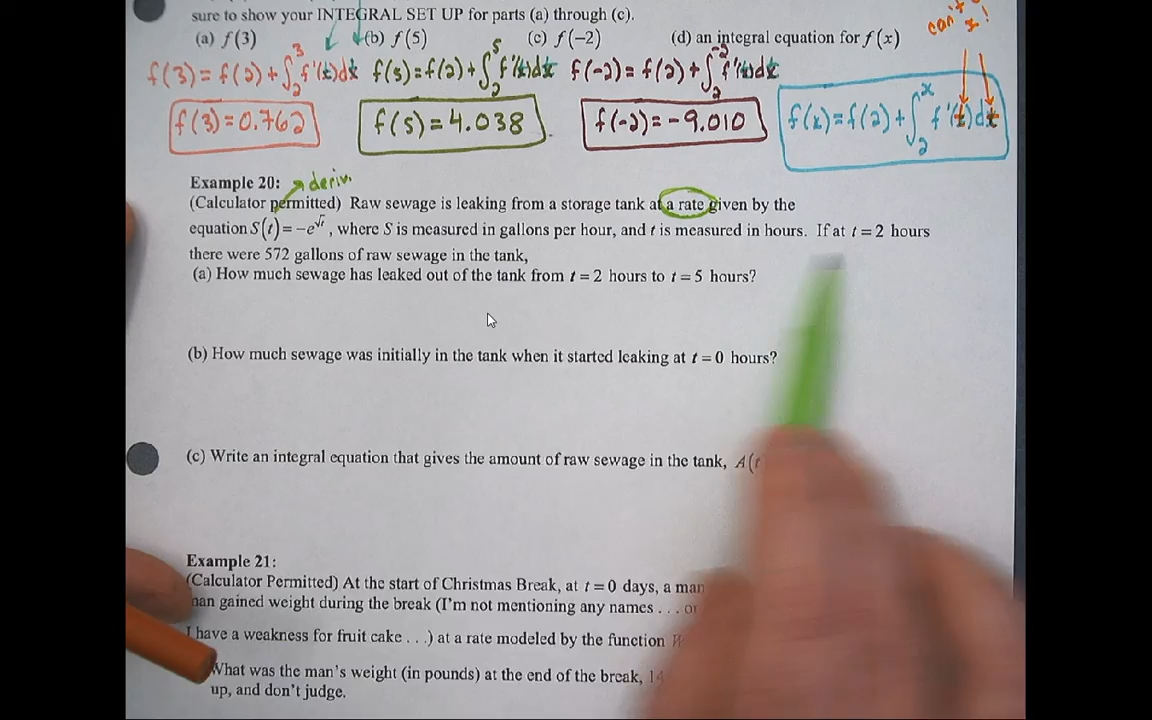 sure to show your INTEGRAL SET UP for parts (a) through (c).
can't
x!
(a) f(3) (b) f(5) (c) f(−2) (d) an integral equation for f(x)
f(3) = f(2) + ∫₂³ f'(t)dt f(5) = f(2) + ∫₂⁵ f'(t)dt f(-2) = f(2) + ∫₂⁻² f'(t)dt
f(3)=0.762 f(5)=4.038 f(-2)=-9.010 f(x)=f(2)+∫₂ˣ f'(t)dt
Example 20: deriv.
(Calculator permitted) Raw sewage is leaking from a storage tank at a rate given by the
equation S(t) = −e^√t, where S is measured in gallons per hour, and t is measured in hours. If at t = 2 hours
there were 572 gallons of raw sewage in the tank,
(a) How much sewage has leaked out of the tank from t = 2 hours to t = 5 hours?
(b) How much sewage was initially in the tank when it started leaking at t = 0 hours?
(c) Write an integral equation that gives the amount of raw sewage in the tank, A(t
Example 21:
(Calculator Permitted) At the start of Christmas Break, at t = 0 days, a man
man gained weight during the break (I'm not mentioning any names . . . or
I have a weakness for fruit cake . . .) at a rate modeled by the function
What was the man's weight (in pounds) at the end of the break,
up, and don't judge.